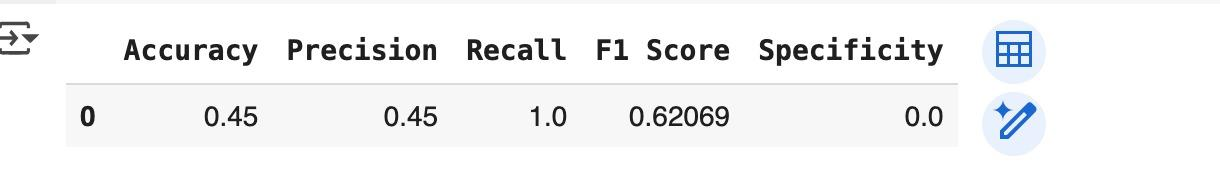 Accuracy Precision Recall F1 Score Specificity
0 0.45 0.45 1.0 0.62069 0.0